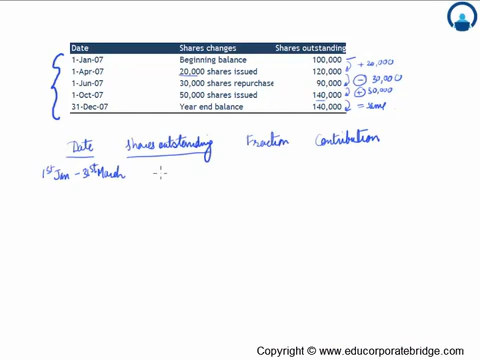 Date Shares changes Shares outstanding
1-Jan-07 Beginning balance 100,000
+ 20,000
1-Apr-07 20,000 shares issued 120,000
- 30,000
1-Jun-07 30,000 shares repurchase 90,000
+ 50,000
1-Oct-07 50,000 shares issued 140,000
= same
31-Dec-07 Year end balance 140,000
Date Shares outstanding Fraction Contribution
1st Jan - 31st March
Copyright © www.educorporatebridge.com